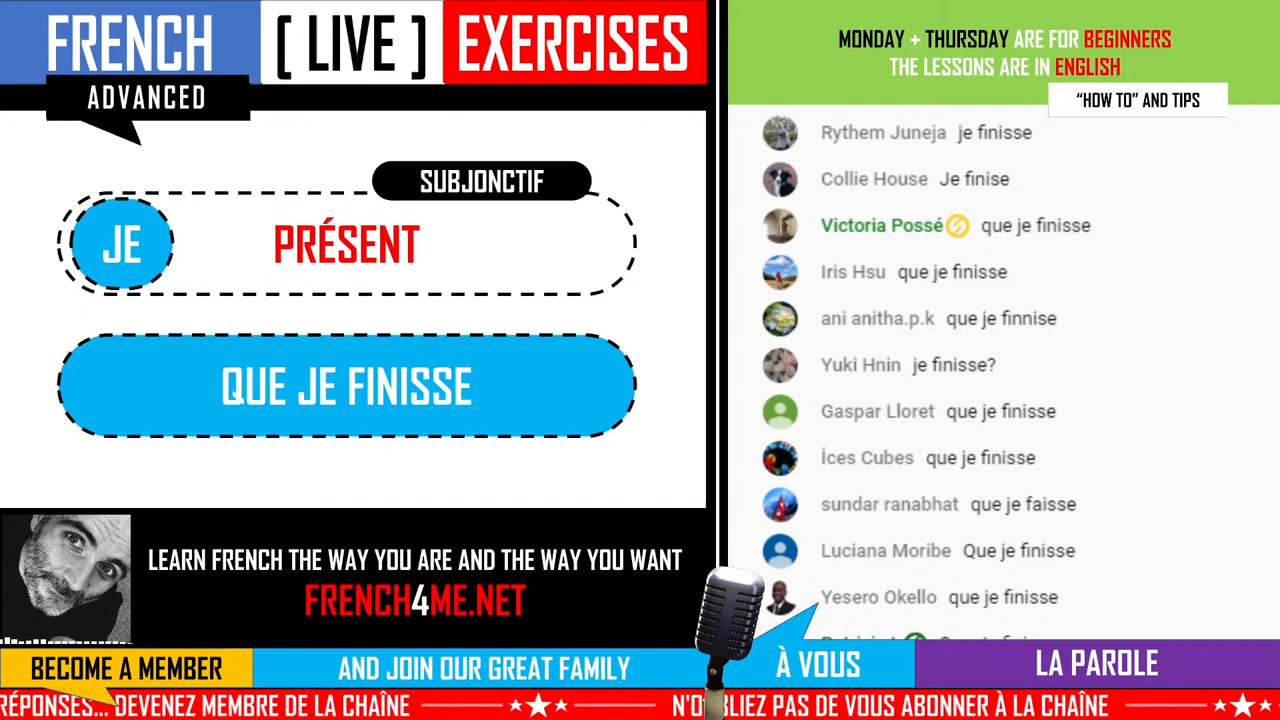 FRENCH [ LIVE ] EXERCISES
ADVANCED
SUBJONCTIF
JE PRÉSENT
QUE JE FINISSE
LEARN FRENCH THE WAY YOU ARE AND THE WAY YOU WANT
FRENCH4ME.NET
MONDAY + THURSDAY ARE FOR BEGINNERS
THE LESSONS ARE IN ENGLISH
“HOW TO” AND TIPS
Rythem Juneja je finisse
Collie House Je finise
Victoria Possé que je finisse
Iris Hsu que je finisse
ani anitha.p.k que je finnise
Yuki Hnin je finisse?
Gaspar Lloret que je finisse
İces Cubes que je finisse
sundar ranabhat que je faisse
Luciana Moribe Que je finisse
Yesero Okello que je finisse
BECOME A MEMBER AND JOIN OUR GREAT FAMILY À VOUS LA PAROLE
RÉPONSES... DEVENEZ MEMBRE DE LA CHAÎNE N'OUBLIEZ PAS DE VOUS ABONNER À LA CHAÎNE